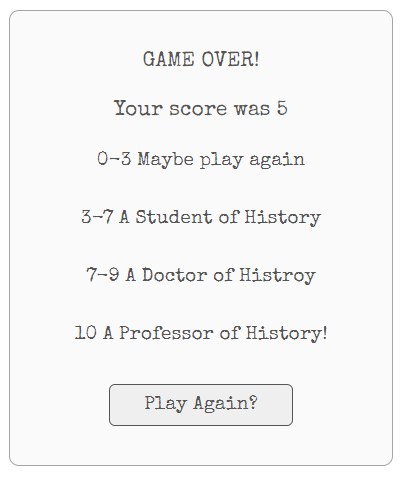 GAME OVER!
Your score was 5
0-3 Maybe play again
3-7 A Student of History
7-9 A Doctor of Histroy
10 A Professor of History!
Play Again?